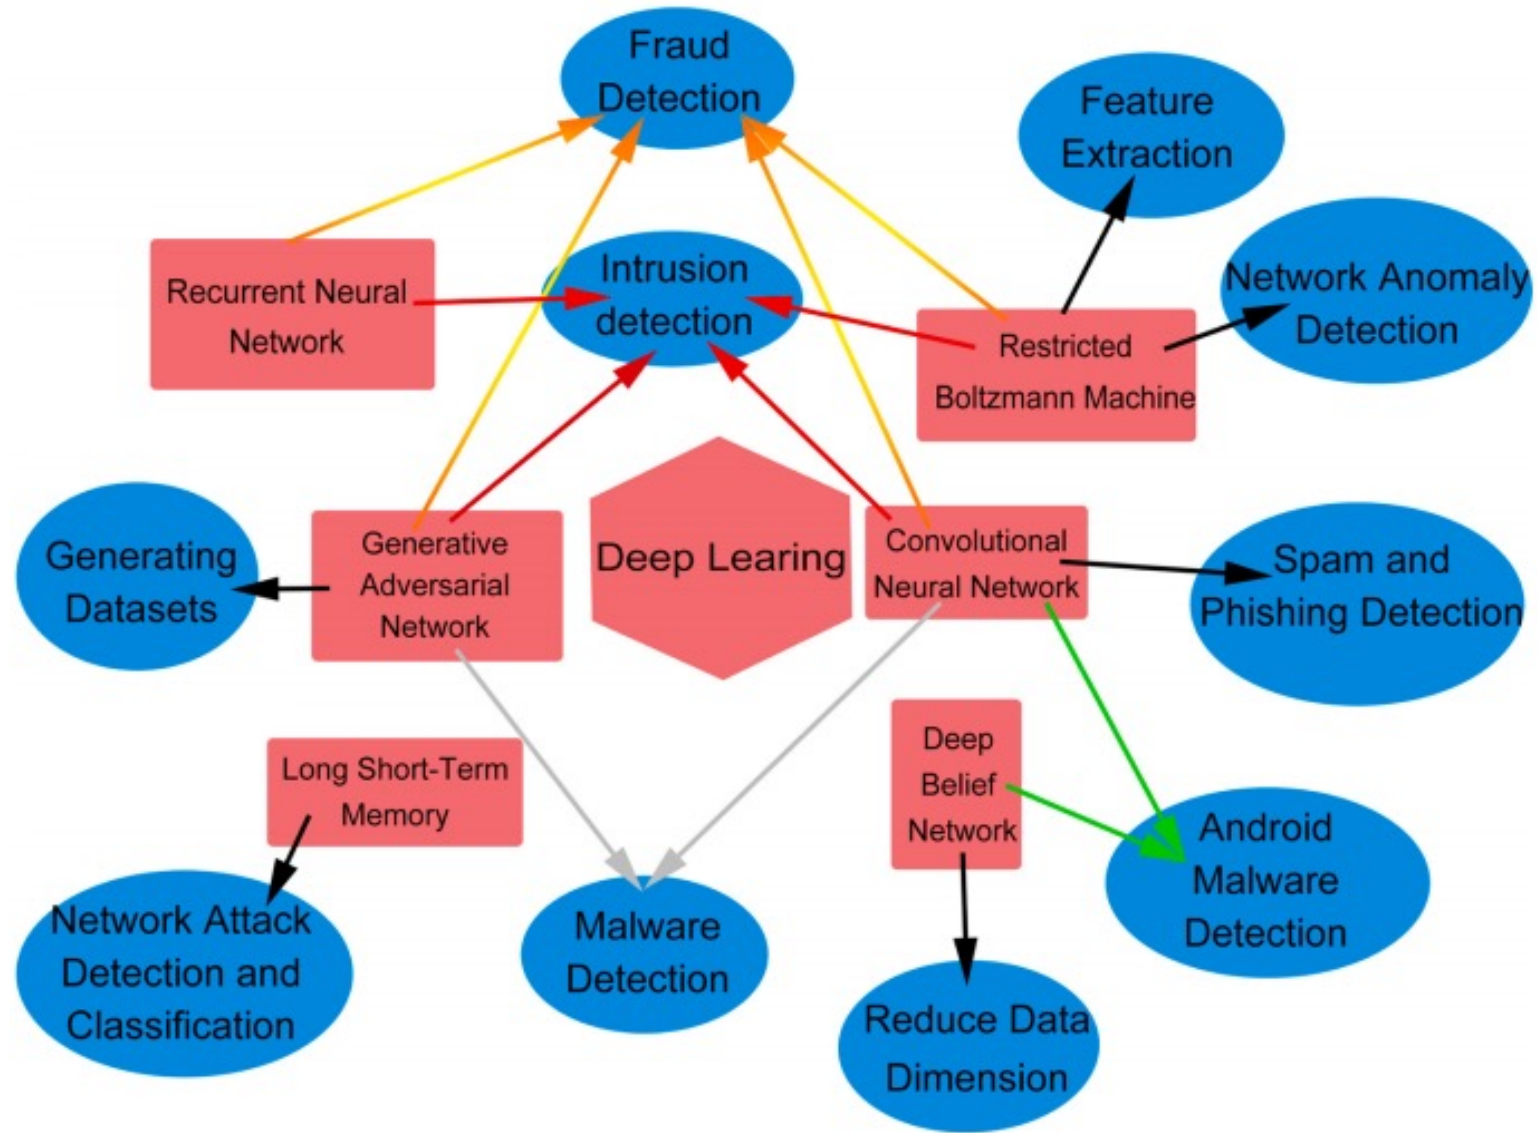 Fraud
Detection
Feature
Extraction
Recurrent Neural
Network
Intrusion
detection
Network Anomaly
Detection
Restricted
Boltzmann Machine
Generating
Datasets
Generative
Adversarial
Network
Deep Learing
Convolutional
Neural Network
Spam and
Phishing Detection
Long Short-Term
Memory
Deep
Belief
Network
Android
Malware
Detection
Network Attack
Detection and
Classification
Malware
Detection
Reduce Data
Dimension